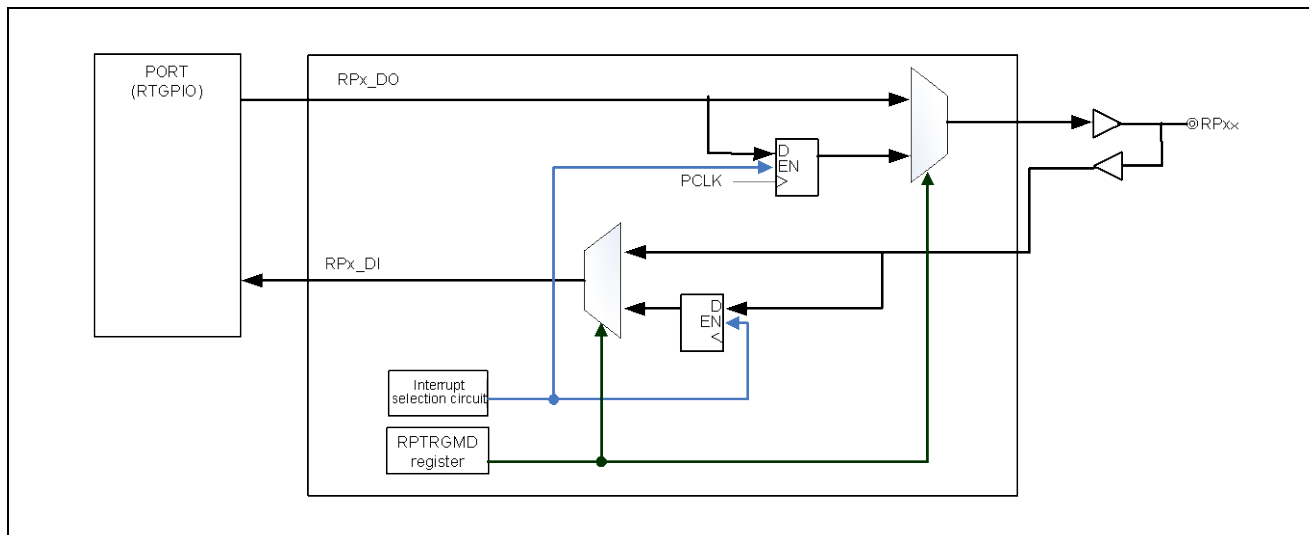 PORT
(RTGPIO)
RPx_DO
D
EN
PCLK
RPxx
RPx_DI
D
EN
Interrupt
selection circuit
RPTRGMD
register